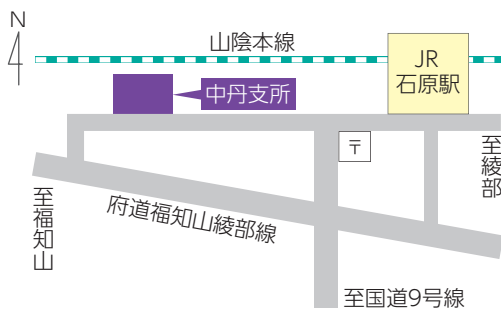 N
山陰本線
JR
石原駅
中丹支所
〒
至綾部
府道福知山綾部線
至福知山
至国道9号線